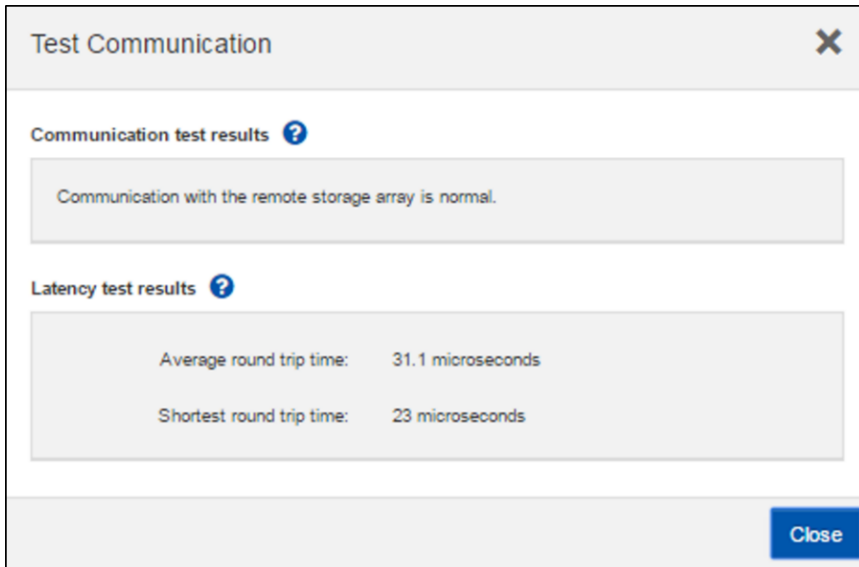 Test Communication
Communication test results
Communication with the remote storage array is normal.
Latency test results
Average round trip time: 31.1 microseconds
Shortest round trip time: 23 microseconds
Close